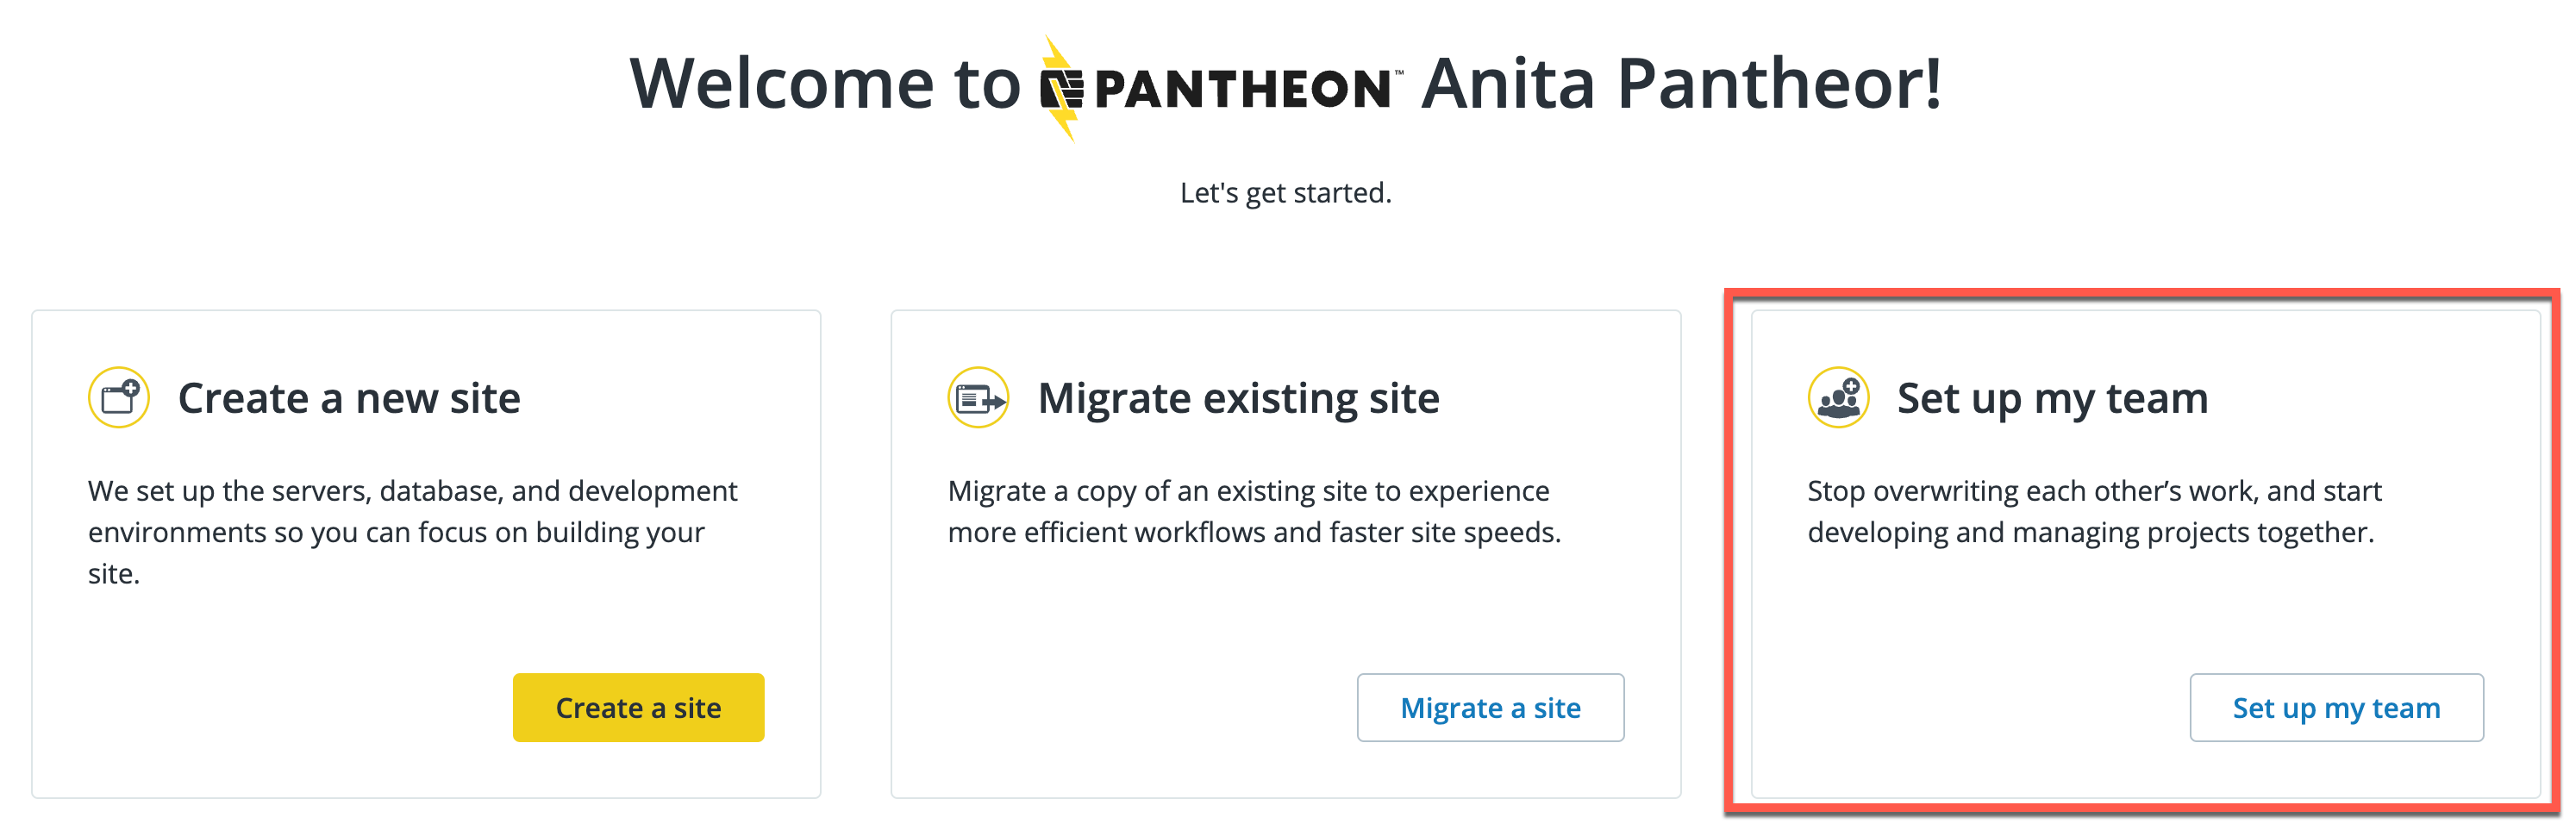 Welcome to PANTHEON™ Anita Pantheor!
Let's get started.
Create a new site
We set up the servers, database, and development
environments so you can focus on building your
site.
Create a site
Migrate existing site
Migrate a copy of an existing site to experience
more efficient workflows and faster site speeds.
Migrate a site
Set up my team
Stop overwriting each other’s work, and start
developing and managing projects together.
Set up my team